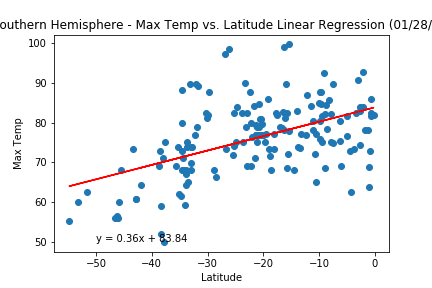 outhern Hemisphere - Max Temp vs. Latitude Linear Regression (01/28/
100
90
80
70
60
50
Max Temp
y = 0.36x + 83.84
−50 −40 −30 −20 −10 0
Latitude